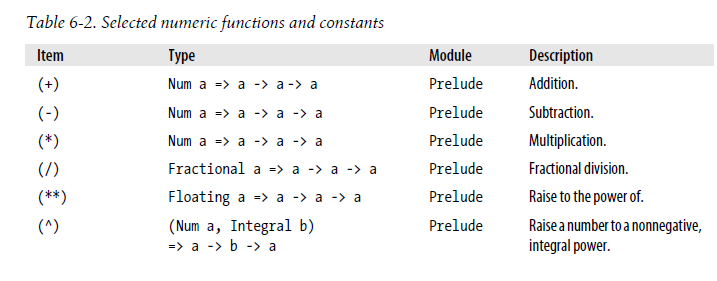 Table 6-2. Selected numeric functions and constants
Item Type Module Description
(+) Num a => a -> a -> a Prelude Addition.
(-) Num a => a -> a -> a Prelude Subtraction.
(*) Num a => a -> a -> a Prelude Multiplication.
(/) Fractional a => a -> a -> a Prelude Fractional division.
(**) Floating a => a -> a -> a Prelude Raise to the power of.
(^) (Num a, Integral b) Prelude Raise a number to a nonnegative,
=> a -> b -> a integral power.